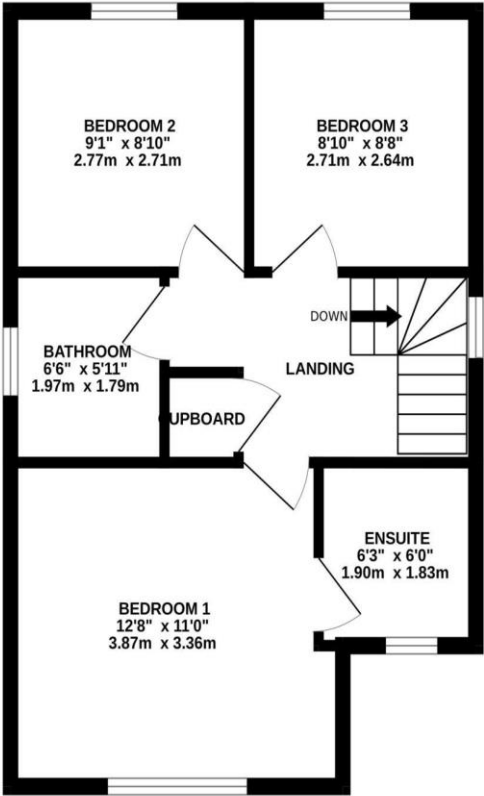 BEDROOM 2
9'1" x 8'10"
2.77m x 2.71m
BEDROOM 3
8'10" x 8'8"
2.71m x 2.64m
DOWN
BATHROOM
6'6" x 5'11"
1.97m x 1.79m
LANDING
CUPBOARD
ENSUITE
6'3" x 6'0"
1.90m x 1.83m
BEDROOM 1
12'8" x 11'0"
3.87m x 3.36m